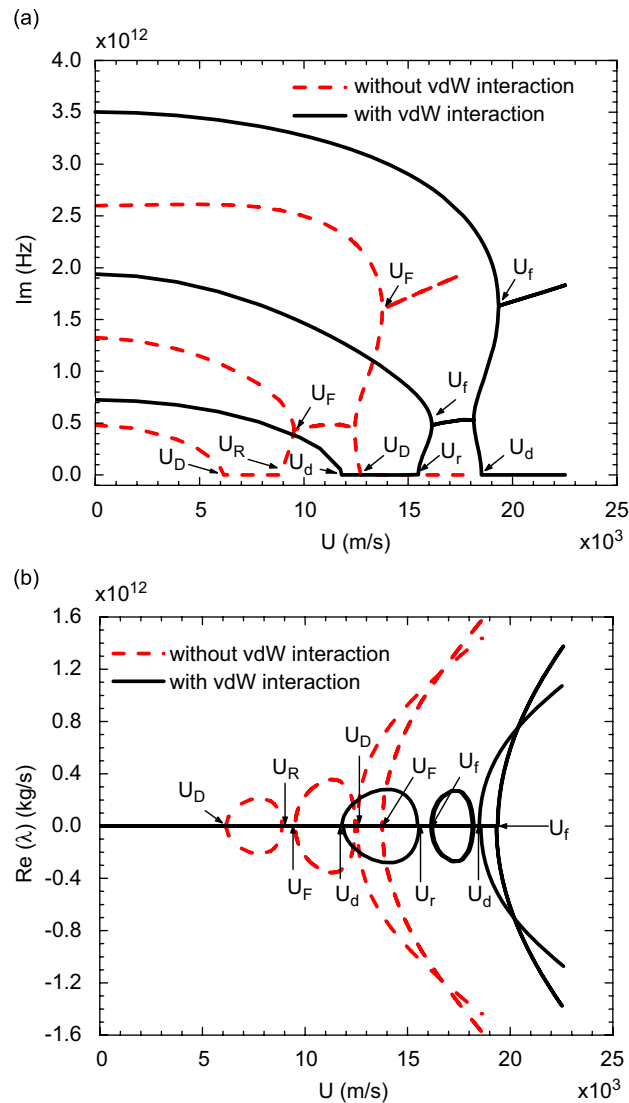 (a)
x10^12
4.0
3.5
3.0
2.5
2.0
1.5
1.0
0.5
0.0
Im (Hz)
without vdW interaction
with vdW interaction
U_F
U_f
U_F
U_f
U_D
U_R
U_d
U_D
U_r
U_d
0 5 10 15 20 25
U (m/s)
x10^3
(b)
x10^12
1.6
1.2
0.8
0.4
0.0
-0.4
-0.8
-1.2
-1.6
Re (λ) (kg/s)
without vdW interaction
with vdW interaction
U_D
U_R
U_D
U_F
U_f
U_f
U_F
U_d
U_r
U_d
0 5 10 15 20 25
U (m/s)
x10^3